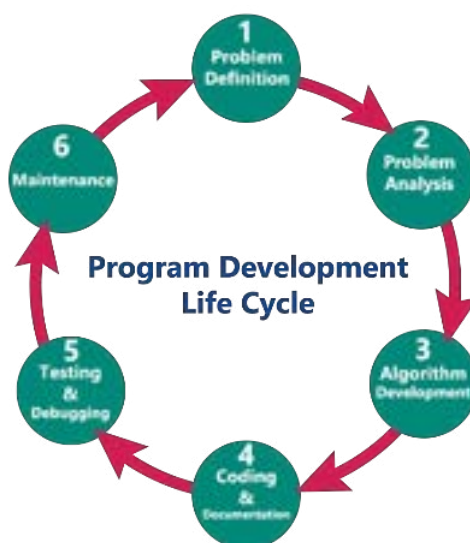 1
Problem
Definition
2
Problem
Analysis
3
Algorithm
Development
4
Coding
&
Documentation
5
Testing
&
Debugging
6
Maintenance
Program Development
Life Cycle